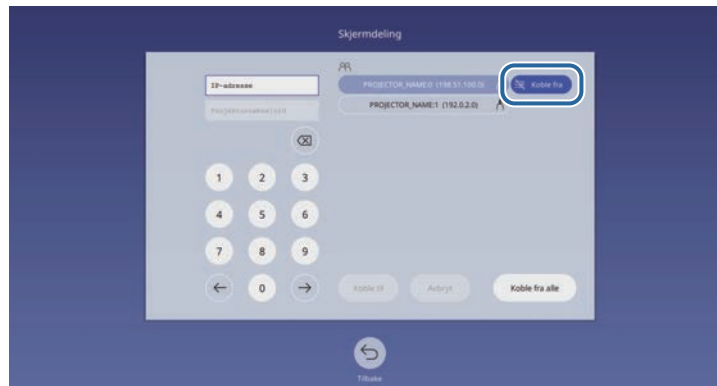 Skjermdeling
IP-adresse
Projektornøkkelord
PROJECTOR_NAME:0 (198.51.100.0)
Koble fra
PROJECTOR_NAME:1 (192.0.2.0)
1 2 3
4 5 6
7 8 9
0
Koble til
Avbryt
Koble fra alle
Tilbake